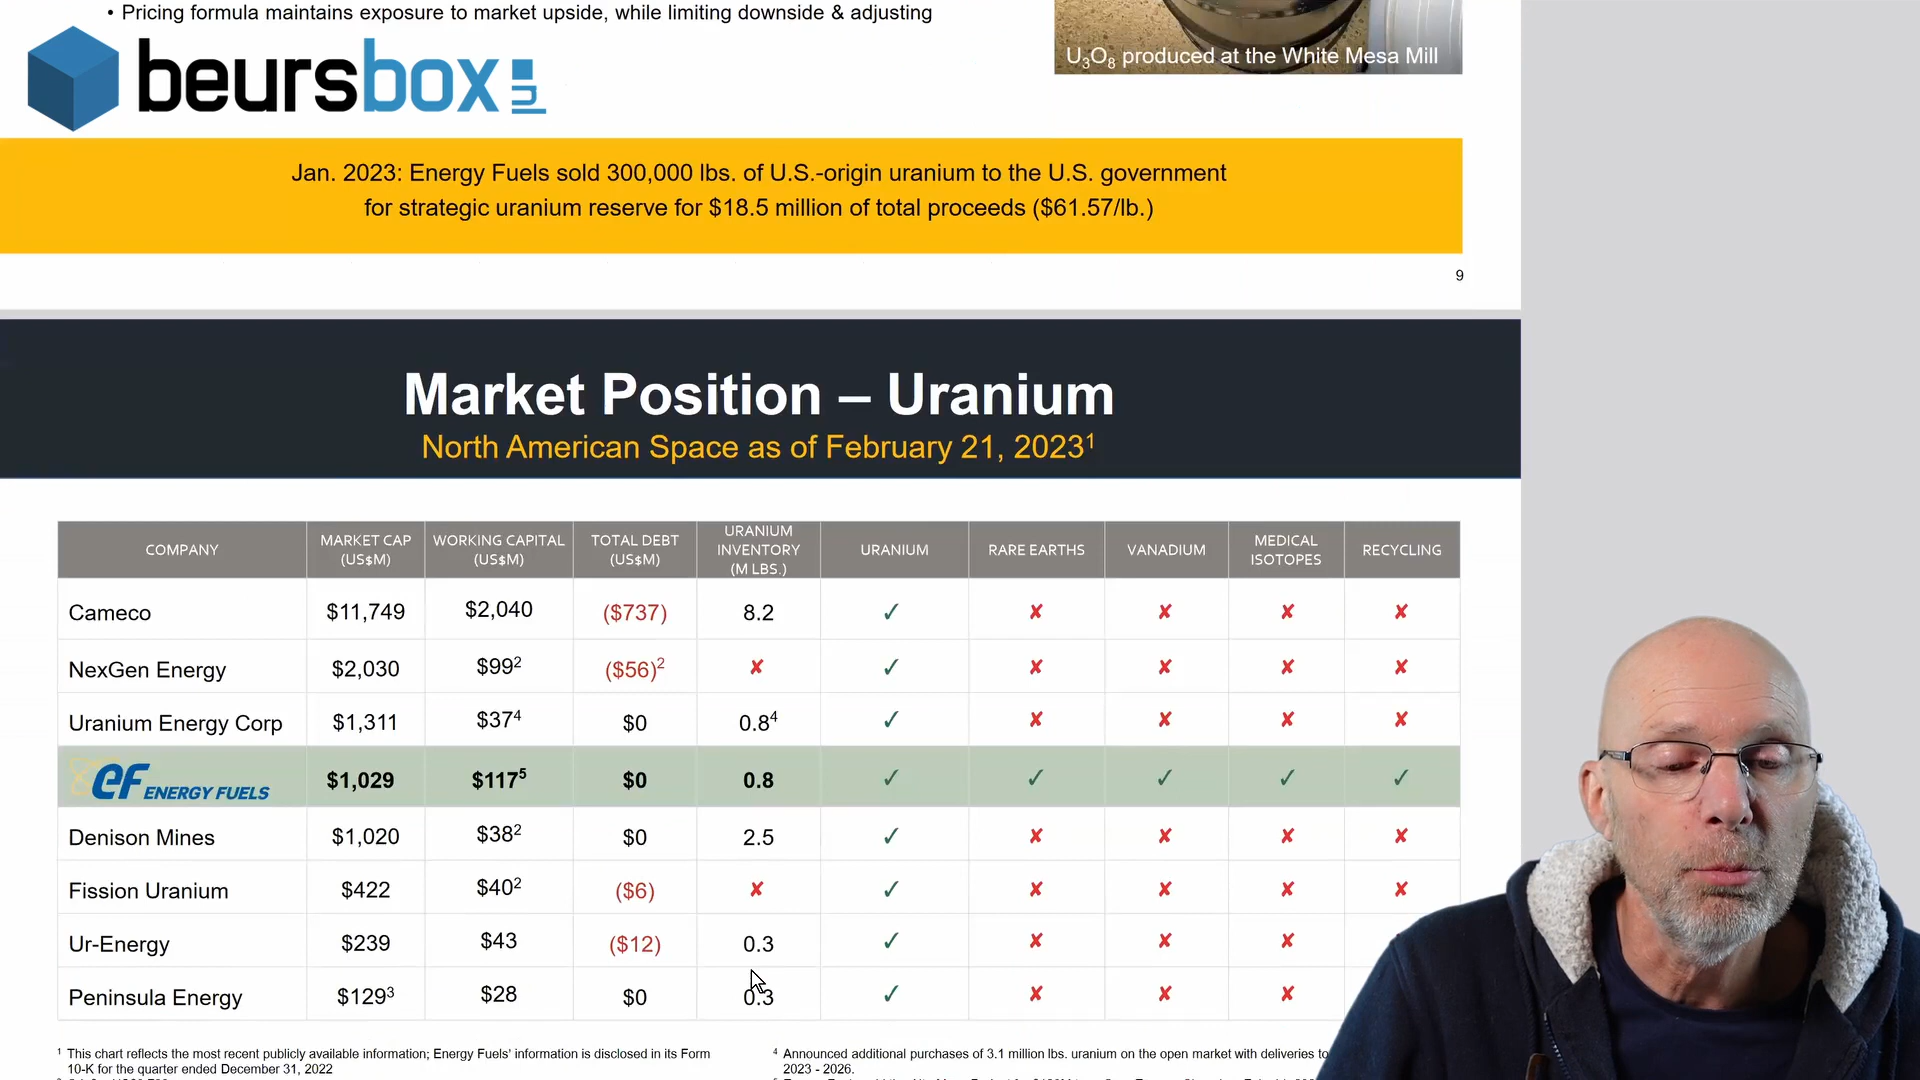 • Pricing formula maintains exposure to market upside, while limiting downside & adjusting
U3O8 produced at the White Mesa Mill
beursbox.nl
Jan. 2023: Energy Fuels sold 300,000 lbs. of U.S.-origin uranium to the U.S. government
for strategic uranium reserve for $18.5 million of total proceeds ($61.57/lb.)
9
Market Position – Uranium
North American Space as of February 21, 2023¹
COMPANY MARKET CAP (US$M) WORKING CAPITAL (US$M) TOTAL DEBT (US$M) URANIUM INVENTORY (M LBS.) URANIUM RARE EARTHS VANADIUM MEDICAL ISOTOPES RECYCLING
Cameco $11,749 $2,040 ($737) 8.2 ✓ ✘ ✘ ✘ ✘
NexGen Energy $2,030 $99² ($56)² ✘ ✓ ✘ ✘ ✘ ✘
Uranium Energy Corp $1,311 $37⁴ $0 0.8⁴ ✓ ✘ ✘ ✘ ✘
eF ENERGY FUELS $1,029 $117⁵ $0 0.8 ✓ ✓ ✓ ✓ ✓
Denison Mines $1,020 $38² $0 2.5 ✓ ✘ ✘ ✘ ✘
Fission Uranium $422 $40² ($6) ✘ ✓ ✘ ✘ ✘ ✘
Ur-Energy $239 $43 ($12) 0.3 ✓ ✘ ✘ ✘
Peninsula Energy $129³ $28 $0 0.3 ✓ ✘ ✘ ✘
¹ This chart reflects the most recent publicly available information; Energy Fuels' information is disclosed in its Form
10-K for the quarter ended December 31, 2022
⁴ Announced additional purchases of 3.1 million lbs. uranium on the open market with deliveries to
2023 - 2026.